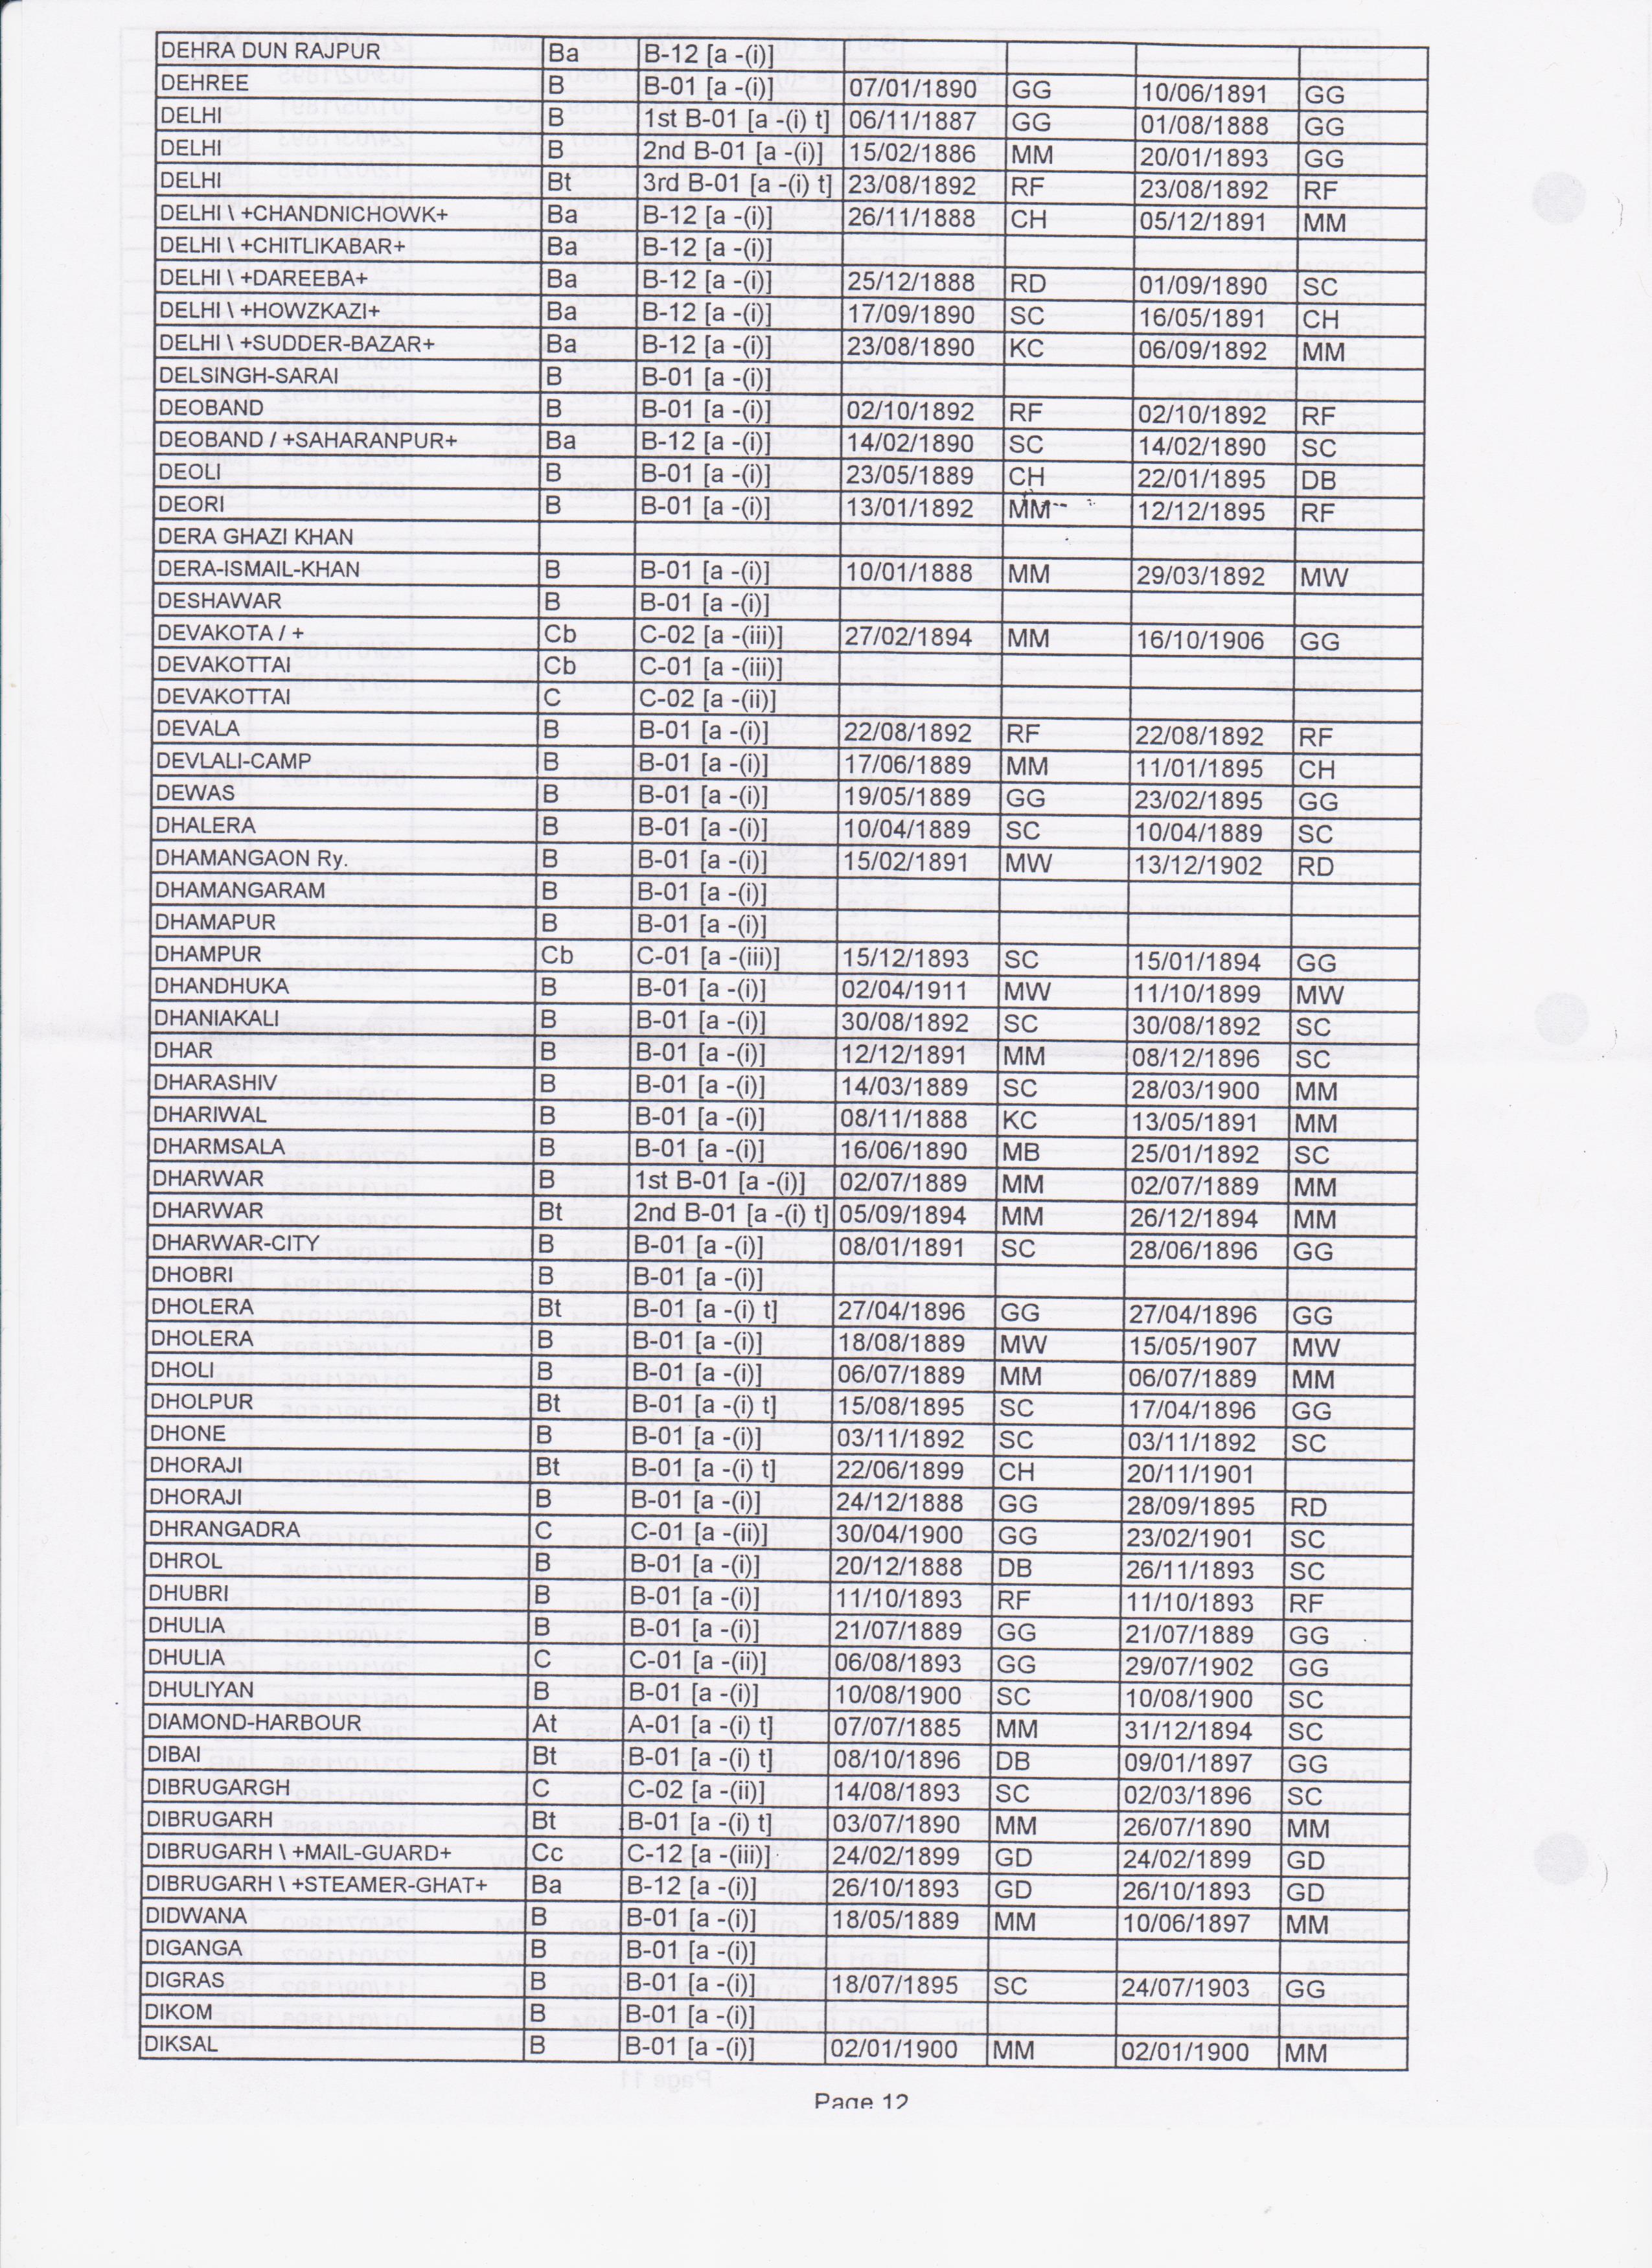 DEHRA DUN RAJPUR Ba B-12 [a -(i)]
DEHREE B B-01 [a -(i)] 07/01/1890 GG 10/06/1891 GG
DELHI B 1st B-01 [a -(i) t] 06/11/1887 GG 01/08/1888 GG
DELHI B 2nd B-01 [a -(i)] 15/02/1886 MM 20/01/1893 GG
DELHI Bt 3rd B-01 [a -(i) t] 23/08/1892 RF 23/08/1892 RF
DELHI \ +CHANDNICHOWK+ Ba B-12 [a -(i)] 26/11/1888 CH 05/12/1891 MM
DELHI \ +CHITLIKABAR+ Ba B-12 [a -(i)]
DELHI \ +DAREEBA+ Ba B-12 [a -(i)] 25/12/1888 RD 01/09/1890 SC
DELHI \ +HOWZKAZI+ Ba B-12 [a -(i)] 17/09/1890 SC 16/05/1891 CH
DELHI \ +SUDDER-BAZAR+ Ba B-12 [a -(i)] 23/08/1890 KC 06/09/1892 MM
DELSINGH-SARAI B B-01 [a -(i)]
DEOBAND B B-01 [a -(i)] 02/10/1892 RF 02/10/1892 RF
DEOBAND / +SAHARANPUR+ Ba B-12 [a -(i)] 14/02/1890 SC 14/02/1890 SC
DEOLI B B-01 [a -(i)] 23/05/1889 CH 22/01/1895 DB
DEORI B B-01 [a -(i)] 13/01/1892 MM 12/12/1895 RF
DERA GHAZI KHAN
DERA-ISMAIL-KHAN B B-01 [a -(i)] 10/01/1888 MM 29/03/1892 MW
DESHAWAR B B-01 [a -(i)]
DEVAKOTA / + Cb C-02 [a -(iii)] 27/02/1894 MM 16/10/1906 GG
DEVAKOTTAI Cb C-01 [a -(iii)]
DEVAKOTTAI C C-02 [a -(ii)]
DEVALA B B-01 [a -(i)] 22/08/1892 RF 22/08/1892 RF
DEVLALI-CAMP B B-01 [a -(i)] 17/06/1889 MM 11/01/1895 CH
DEWAS B B-01 [a -(i)] 19/05/1889 GG 23/02/1895 GG
DHALERA B B-01 [a -(i)] 10/04/1889 SC 10/04/1889 SC
DHAMANGAON Ry. B B-01 [a -(i)] 15/02/1891 MW 13/12/1902 RD
DHAMANGARAM B B-01 [a -(i)]
DHAMAPUR B B-01 [a -(i)]
DHAMPUR Cb C-01 [a -(iii)] 15/12/1893 SC 15/01/1894 GG
DHANDHUKA B B-01 [a -(i)] 02/04/1911 MW 11/10/1899 MW
DHANIAKALI B B-01 [a -(i)] 30/08/1892 SC 30/08/1892 SC
DHAR B B-01 [a -(i)] 12/12/1891 MM 08/12/1896 SC
DHARASHIV B B-01 [a -(i)] 14/03/1889 SC 28/03/1900 MM
DHARIWAL B B-01 [a -(i)] 08/11/1888 KC 13/05/1891 MM
DHARMSALA B B-01 [a -(i)] 16/06/1890 MB 25/01/1892 SC
DHARWAR B 1st B-01 [a -(i)] 02/07/1889 MM 02/07/1889 MM
DHARWAR Bt 2nd B-01 [a -(i) t] 05/09/1894 MM 26/12/1894 MM
DHARWAR-CITY B B-01 [a -(i)] 08/01/1891 SC 28/06/1896 GG
DHOBRI B B-01 [a -(i)]
DHOLERA Bt B-01 [a -(i) t] 27/04/1896 GG 27/04/1896 GG
DHOLERA B B-01 [a -(i)] 18/08/1889 MW 15/05/1907 MW
DHOLI B B-01 [a -(i)] 06/07/1889 MM 06/07/1889 MM
DHOLPUR Bt B-01 [a -(i) t] 15/08/1895 SC 17/04/1896 GG
DHONE B B-01 [a -(i)] 03/11/1892 SC 03/11/1892 SC
DHORAJI Bt B-01 [a -(i) t] 22/06/1899 CH 20/11/1901
DHORAJI B B-01 [a -(i)] 24/12/1888 GG 28/09/1895 RD
DHRANGADRA C C-01 [a -(ii)] 30/04/1900 GG 23/02/1901 SC
DHROL B B-01 [a -(i)] 20/12/1888 DB 26/11/1893 SC
DHUBRI B B-01 [a -(i)] 11/10/1893 RF 11/10/1893 RF
DHULIA B B-01 [a -(i)] 21/07/1889 GG 21/07/1889 GG
DHULIA C C-01 [a -(ii)] 06/08/1893 GG 29/07/1902 GG
DHULIYAN B B-01 [a -(i)] 10/08/1900 SC 10/08/1900 SC
DIAMOND-HARBOUR At A-01 [a -(i) t] 07/07/1885 MM 31/12/1894 SC
DIBAI Bt B-01 [a -(i) t] 08/10/1896 DB 09/01/1897 GG
DIBRUGARGH C C-02 [a -(ii)] 14/08/1893 SC 02/03/1896 SC
DIBRUGARH Bt B-01 [a -(i) t] 03/07/1890 MM 26/07/1890 MM
DIBRUGARH \ +MAIL-GUARD+ Cc C-12 [a -(iii)] 24/02/1899 GD 24/02/1899 GD
DIBRUGARH \ +STEAMER-GHAT+ Ba B-12 [a -(i)] 26/10/1893 GD 26/10/1893 GD
DIDWANA B B-01 [a -(i)] 18/05/1889 MM 10/06/1897 MM
DIGANGA B B-01 [a -(i)]
DIGRAS B B-01 [a -(i)] 18/07/1895 SC 24/07/1903 GG
DIKOM B B-01 [a -(i)]
DIKSAL B B-01 [a -(i)] 02/01/1900 MM 02/01/1900 MM
Page 12